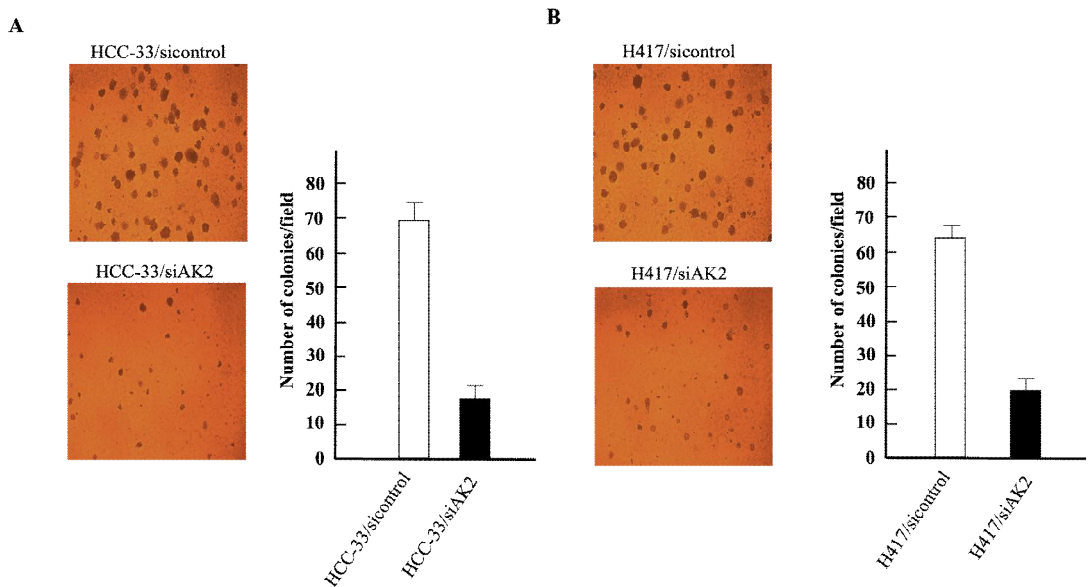 A
HCC-33/sicontrol
HCC-33/siAK2
Number of colonies/field
80
70
60
50
40
30
20
10
0
HCC-33/sicontrol
HCC-33/siAK2
B
H417/sicontrol
H417/siAK2
Number of colonies/field
80
70
60
50
40
30
20
10
0
H417/sicontrol
H417/siAK2